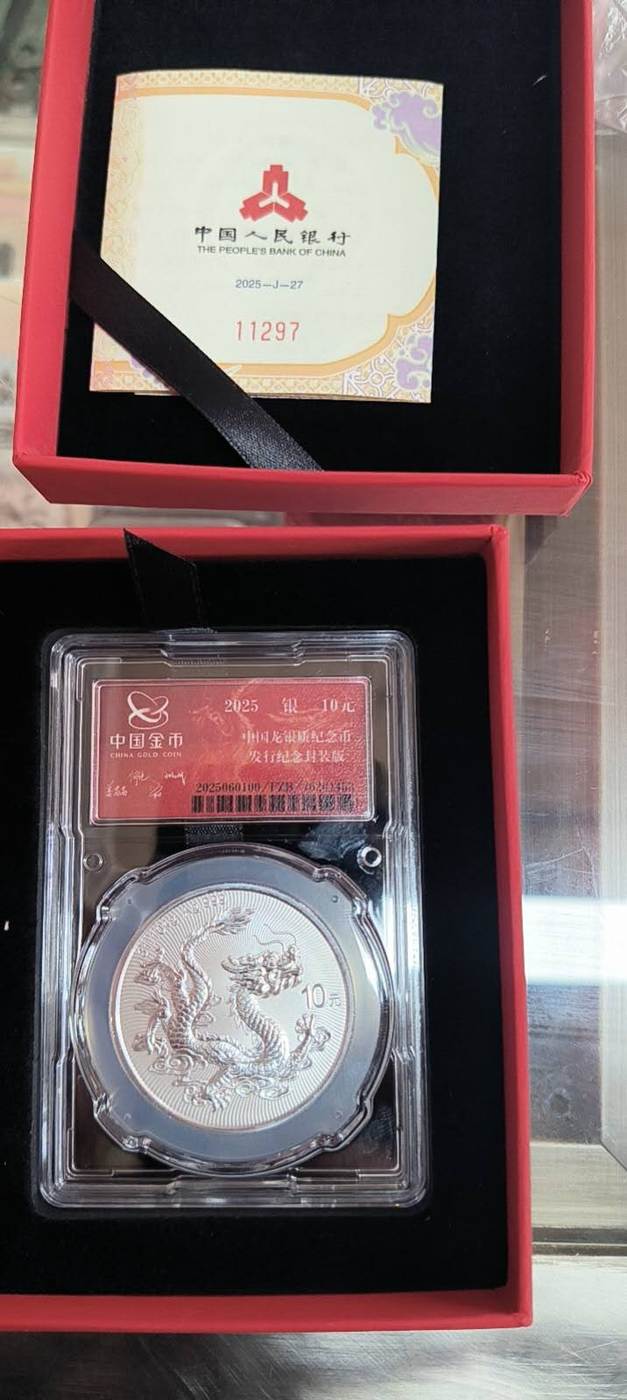 中国人民银行
THE PEOPLE'S BANK OF CHINA
2025—J—27
11297
2025 银 10元
中国金币
CHINA GOLD COIN
中国龙银质纪念币
发行纪念封装版
10元